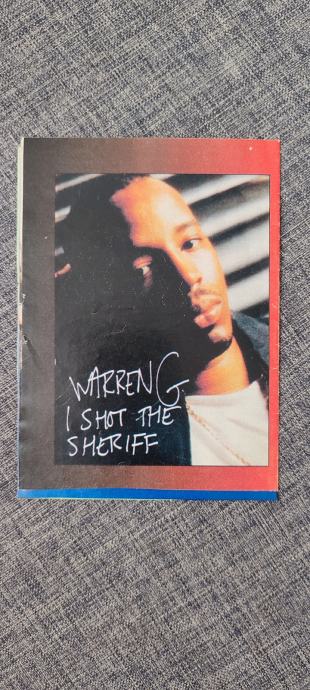 WARREN G
I SHOT THE
SHERIFF